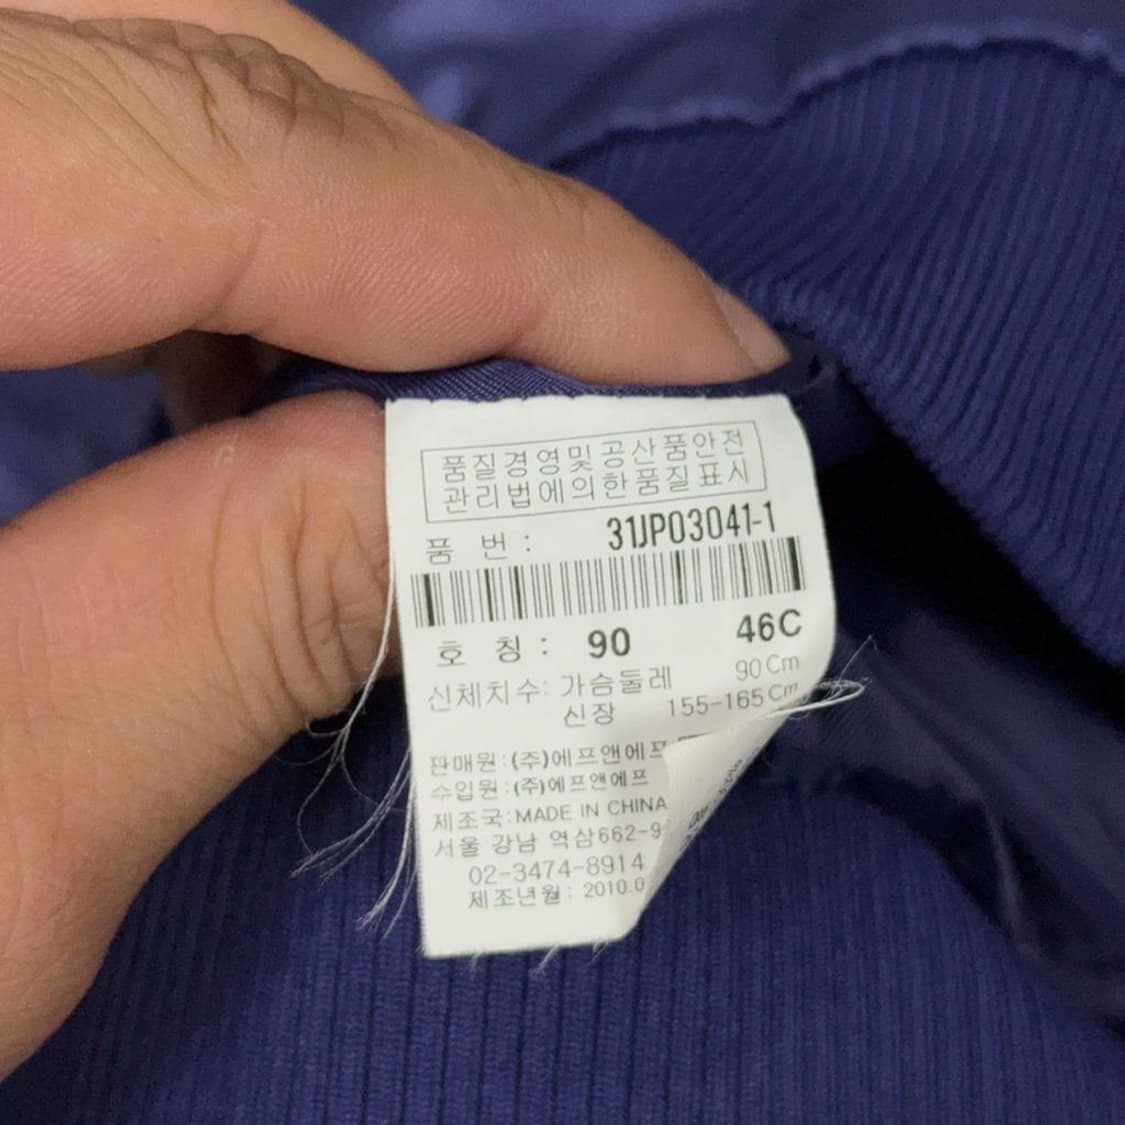 품질경영및공산품안전
관리법에의한품질표시
품 번 : 31JP03041-1
호 칭 : 90 46C
신체치수: 가슴둘레 90Cm
신장 155-165Cm
판매원:(주)에프앤에프
수입원:(주)에프앤에프
제조국:MADE IN CHINA
서울 강남 역삼662-9
02-3474-8914
제조년월: 2010.0